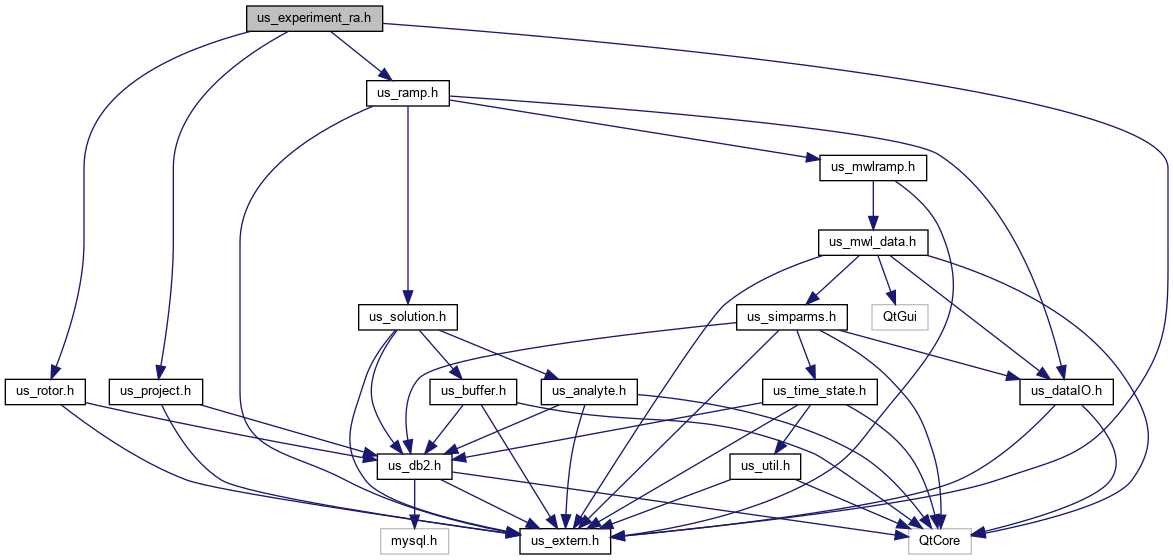 us_experiment_ra.h
us_ramp.h
us_mwlramp.h
us_mwl_data.h
us_solution.h
us_simparms.h
QtGui
us_rotor.h
us_project.h
us_buffer.h
us_analyte.h
us_time_state.h
us_dataIO.h
us_db2.h
us_util.h
mysql.h
us_extern.h
QtCore